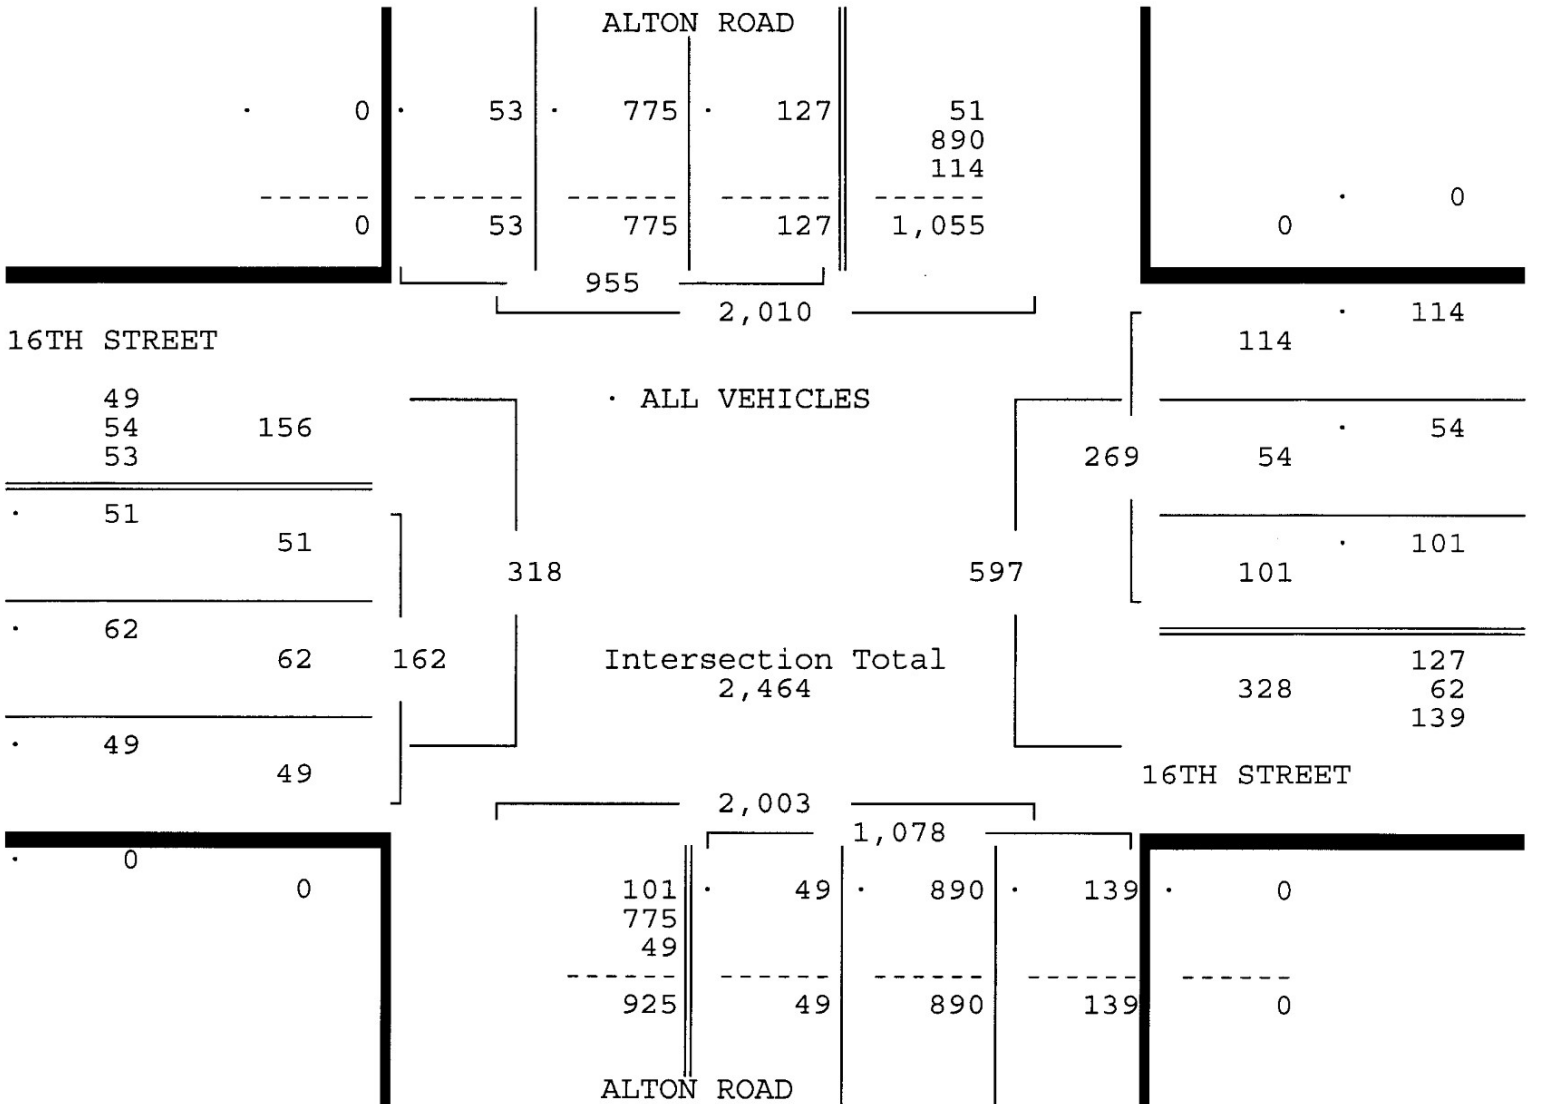 ALTON ROAD
· 0 · 53 · 775 · 127 51
890
114
------ ------ ------ ------ ------
0 53 775 127 1,055
· 0
0
955
2,010
· 114
114
16TH STREET
49
54 156
53
· ALL VEHICLES
· 54
269 54
· 51
51
· 101
101
318
597
· 62
62 162
Intersection Total
2,464
127
328 62
139
· 49
49
16TH STREET
2,003
1,078
· 0
0
101 · 49 · 890 · 139 · 0
775
49
------ ------ ------ ------ ------
925 49 890 139 0
ALTON ROAD